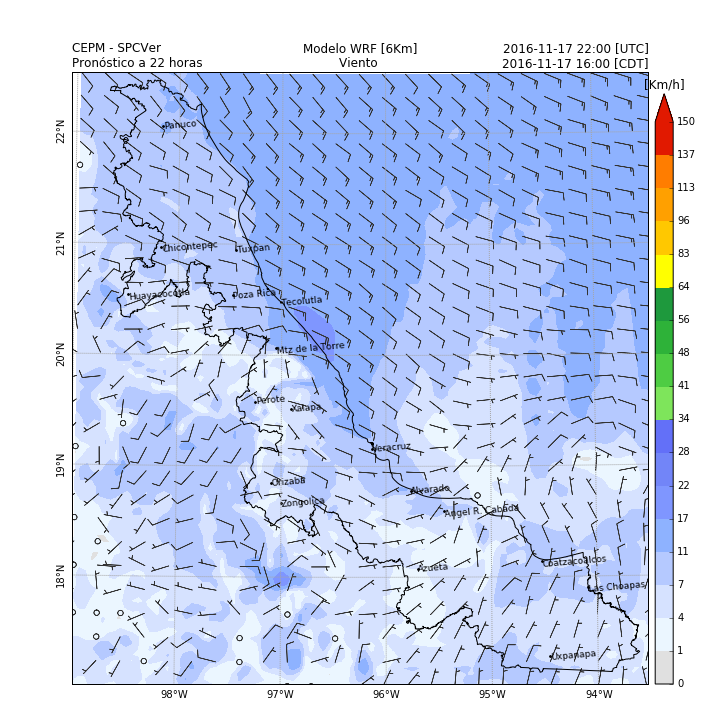 CEPM - SPCVer
Modelo WRF [6Km]
2016-11-17 22:00 [UTC]
Pronóstico a 22 horas
Viento
2016-11-17 16:00 [CDT]
[Km/h]
150
137
113
96
83
64
56
48
41
34
28
22
17
11
7
4
1
0
22°N
21°N
20°N
19°N
18°N
98°W
97°W
96°W
95°W
94°W
Panuco
Chicontepec
Tuxpan
Huayacocotla
Poza Rica
Tecolutla
Mtz de la Torre
Perote
Xalapa
Veracruz
Orizaba
Alvarado
Zongolica
Angel R. Cabada
Azueta
Coatzacoalcos
Las Choapas
Uxpanapa